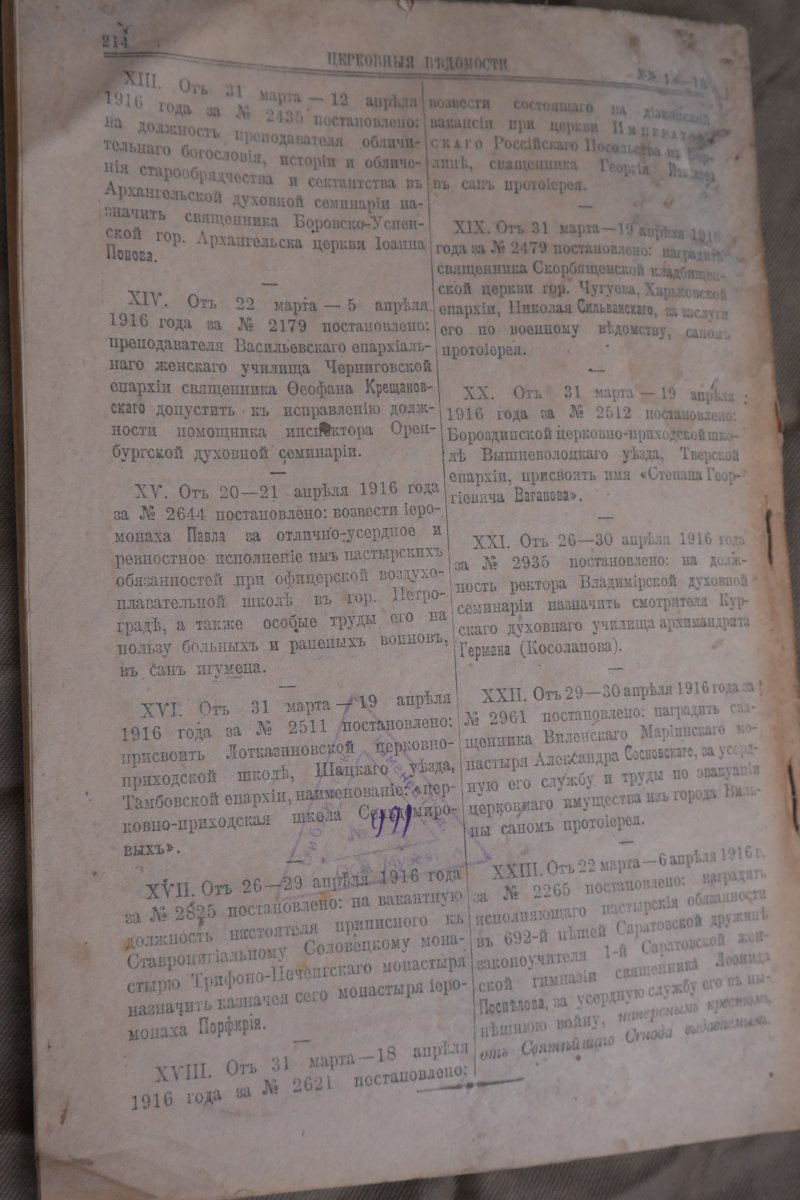 214
ЦЕРКОВНЫЯ ВѢДОМОСТИ
№№
XIII. Отъ 31 марта — 12 апрѣля
1916 года за № 2435 постановлено:
на должность преподавателя обличи-
тельнаго богословія, исторіи и обличе-
нія старообрядчества и сектантства въ
Архангельской духовной семинаріи на-
значить священника Боровско-Успен-
ской гор. Архангельска церкви Іоанна
Попова.
XIV. Отъ 22 марта — 5 апрѣля
1916 года за № 2179 постановлено:
преподавателя Васильевскаго епархіаль-
наго женскаго училища Черниговской
епархіи священника Ѳеофана Крещанов-
скаго допустить къ исправленію долж-
ности помощника инспектора Орен-
бургской духовной семинаріи.
XV. Отъ 20—21 апрѣля 1916 года
за № 2644 постановлено: возвести іеро-
монаха Павла за отлично-усердное и
ревностное исполненіе имъ пастырскихъ
обязанностей при офицерской воздухо-
плавательной школѣ въ гор. Петро-
градѣ, а также особые труды его на
пользу больныхъ и раненыхъ воиновъ,
въ санъ игумена.
XVI. Отъ 31 марта — 19 апрѣля
1916 года за № 2511 постановлено:
присвоить Лотказиновской церковно-
приходской школѣ, Шацкаго уѣзда,
Тамбовской епархіи, наименованіе: «цер-
ковно-приходская школа
выхъ».
991
XVII. Отъ 26—29 апрѣля 1916 года
за № 2825 постановлено: на вакантную
должность настоятеля приписного къ
Ставропигіальному Соловецкому мона-
стырю Трифоно-Печенгскаго монастыря
назначить казначея сего монастыря іеро-
монаха Порфирія.
XVIII. Отъ 31 марта—18 апрѣля
1916 года за № 2621 постановлено:
возвести состоящаго на діаконской
вакансіи при церкви ИМПЕРАТОР-
СКАГО Россійскаго Посольства въ Бер-
линѣ, священника Георгія
въ санъ протоіерея.
XIX. Отъ 31 марта—19 апрѣля 1916
года за № 2479 постановлено: наградить
священника Скорбященской кладбищен-
ской церкви гор. Чугуева, Харьковской
епархіи, Николая Сильванскаго, за заслуги
его по военному вѣдомству, саномъ
протоіерея.
XX. Отъ 31 марта — 19 апрѣля
1916 года за № 2512 постановлено:
Бороздинской церковно-приходской шко-
лѣ Вышневолоцкаго уѣзда, Тверской
епархіи, присвоить имя «Степана Геор-
гіевича Ваганова».
XXI. Отъ 26—30 апрѣля 1916 года
за № 2935 постановлено: на долж-
ность ректора Владимірской духовной
семинаріи назначить смотрителя Кур-
скаго духовнаго училища архимандрита
Германа (Косолапова).
XXII. Отъ 29—30 апрѣля 1916 года за
№ 2961 постановлено: наградить свя-
щенника Виленскаго Маріинскаго мо-
настыря Александра Сосновскаго, за усерд-
ную его службу и труды по эвакуаціи
церковнаго имущества изъ города Виль-
ны саномъ протоіерея.
XXIII. Отъ 22 марта—6 апрѣля 1916 г.
за № 2265 постановлено: наградить
исполняющаго пастырскія обязанности
въ 692-й пѣшей Саратовской дружинѣ
законоучителя 1-й Саратовской жен-
ской гимназіи священника Леонида
Поспѣлова, за усердную службу его въ ны-
нѣшнюю войну, наперснымъ крестомъ,
отъ Святѣйшаго Сѵнода выдаваемымъ.